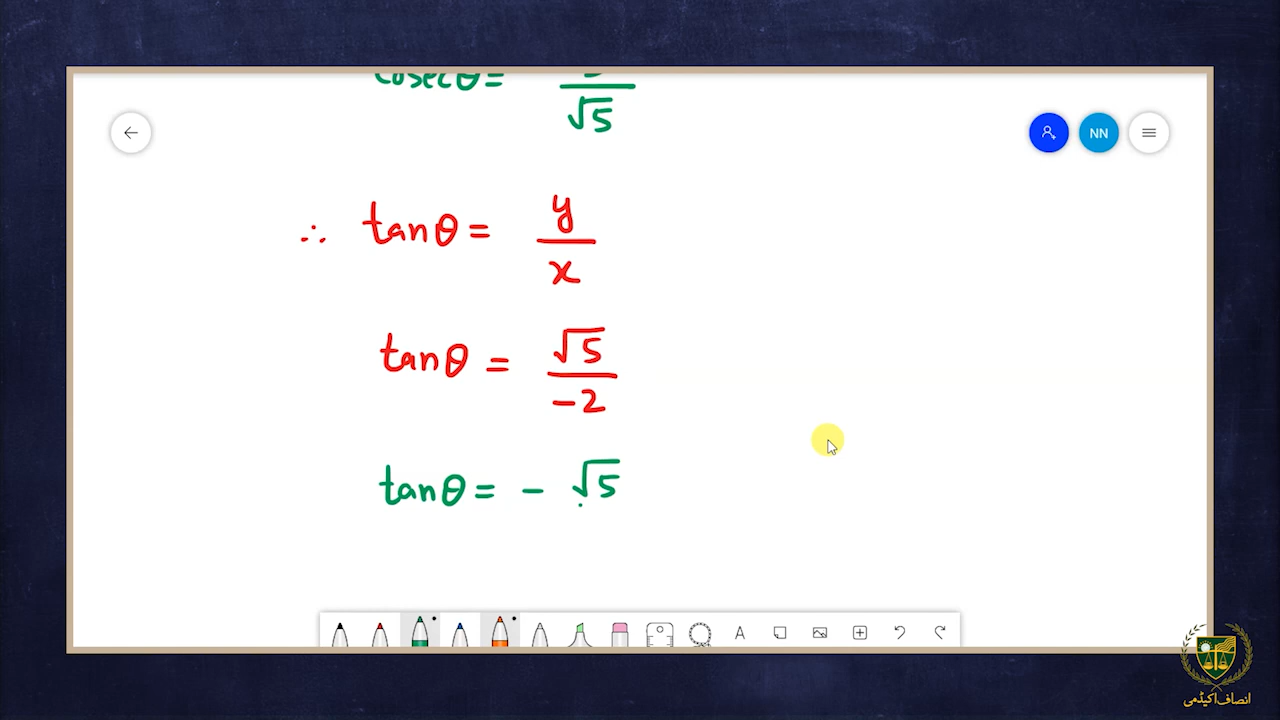 cosecθ = /√5
NN
∴ tanθ = y/x
tanθ = √5/-2
tanθ = - √5
A
انصاف اکیڈمی